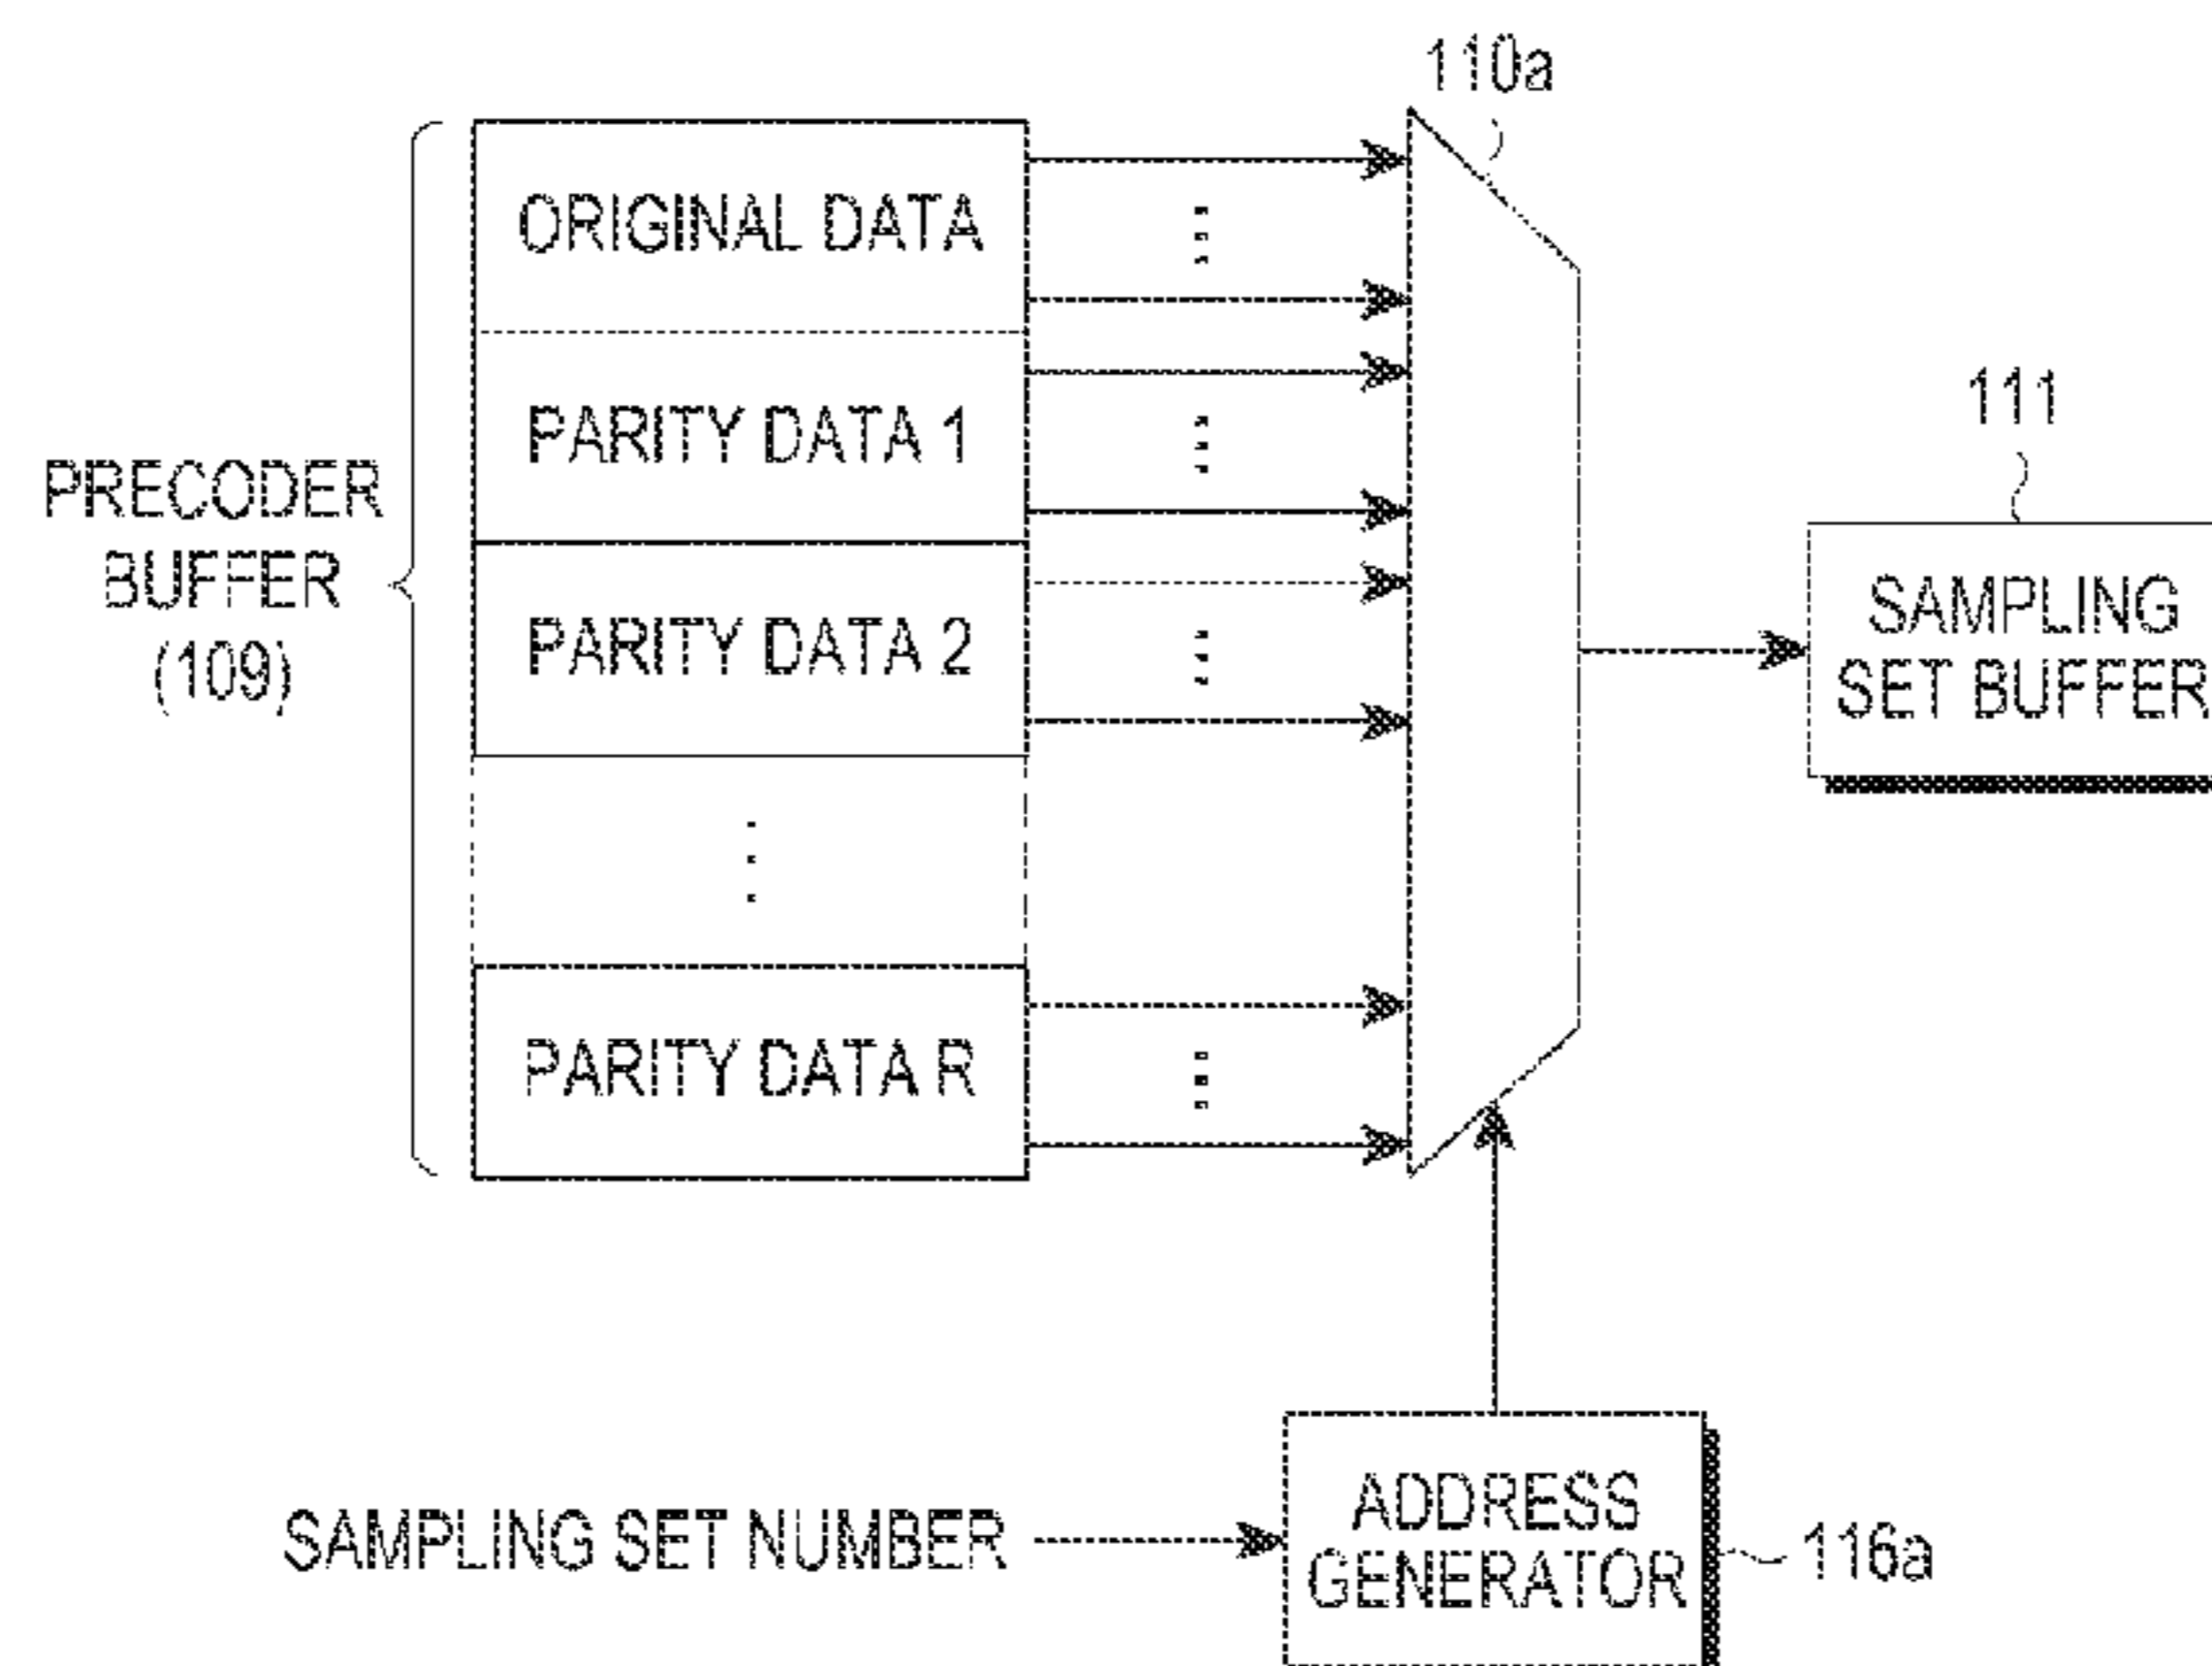 110a
ORIGINAL DATA
PARITY DATA 1
111
PRECODER
BUFFER
(109)
PARITY DATA 2
SAMPLING
SET BUFFER
PARITY DATA R
SAMPLING SET NUMBER
ADDRESS
GENERATOR
116a